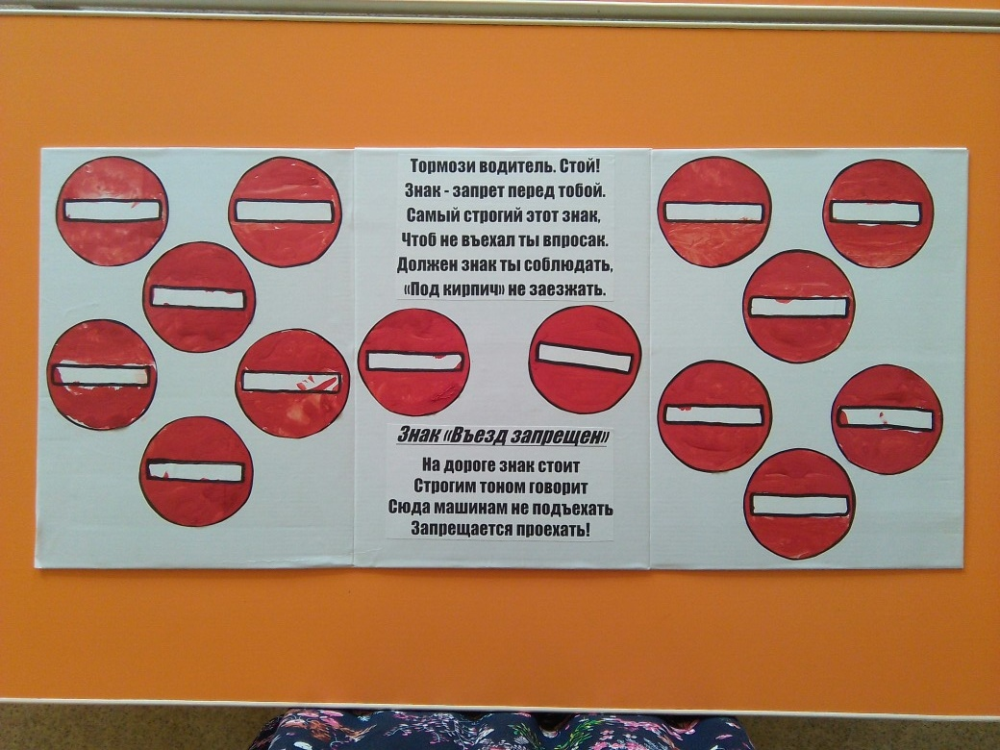 Тормози водитель. Стой!
Знак - запрет перед тобой.
Самый строгий этот знак,
Чтоб не въехал ты впросак.
Должен знак ты соблюдать,
«Под кирпич» не заезжать.
Знак «Въезд запрещен»
На дороге знак стоит
Строгим тоном говорит
Сюда машинам не подъехать
Запрещается проехать!